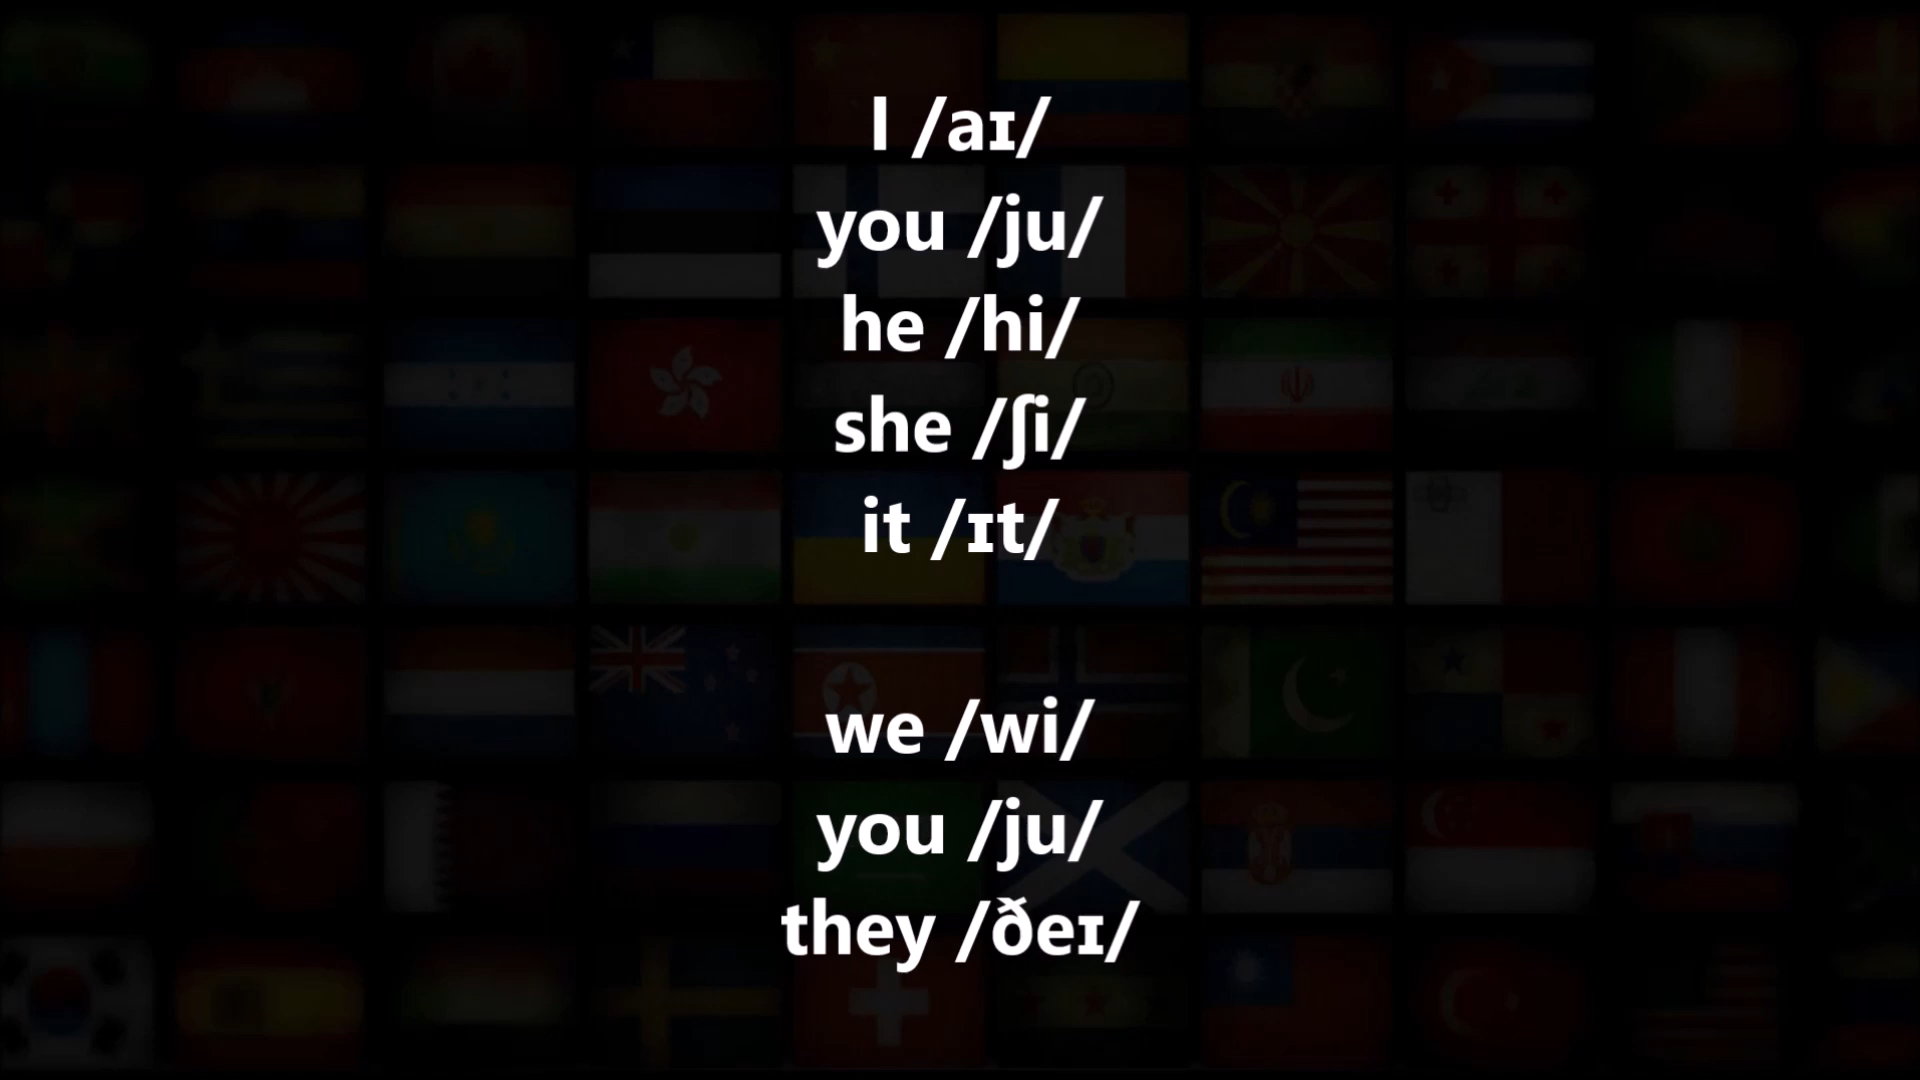 I /aɪ/
you /ju/
he /hi/
she /ʃi/
it /ɪt/
we /wi/
you /ju/
they /ðeɪ/